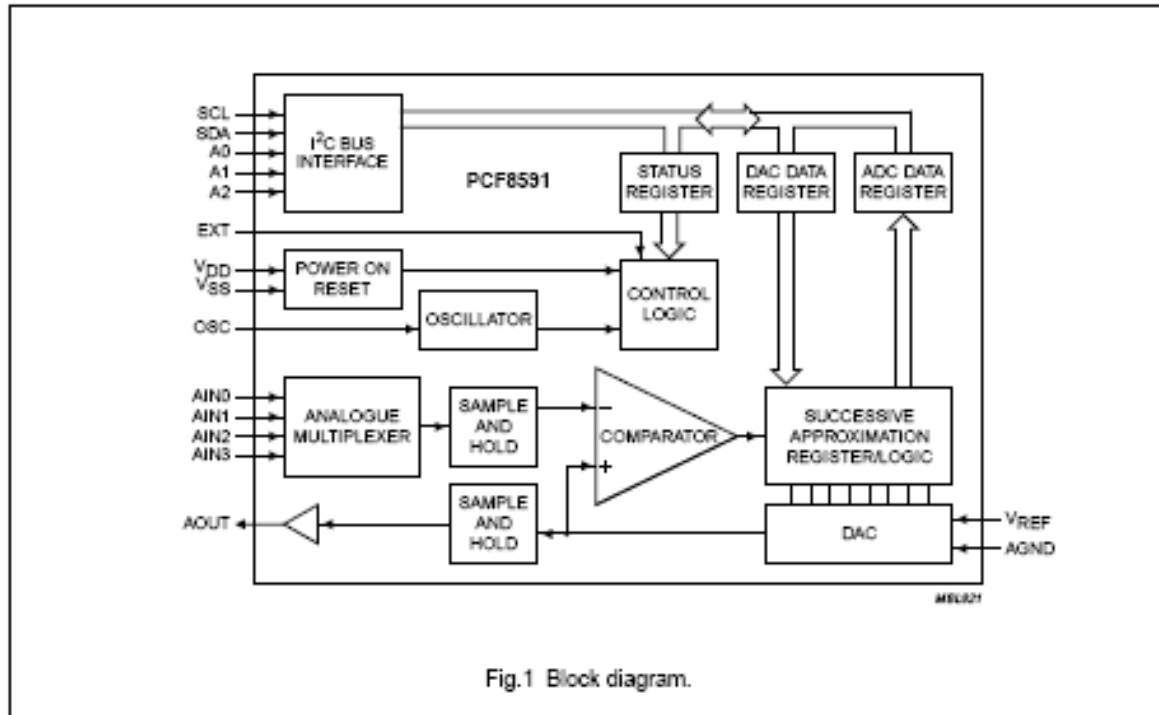 SCL
SDA
A0
A1
A2
I²C BUS
INTERFACE
PCF8591
STATUS
REGISTER
DAC DATA
REGISTER
ADC DATA
REGISTER
EXT
VDD
VSS
POWER ON
RESET
OSC
OSCILLATOR
CONTROL
LOGIC
AIN0
AIN1
AIN2
AIN3
ANALOGUE
MULTIPLEXER
SAMPLE
AND
HOLD
−
COMPARATOR
+
SUCCESSIVE
APPROXIMATION
REGISTER/LOGIC
AOUT
SAMPLE
AND
HOLD
DAC
VREF
AGND
MBL821
Fig.1 Block diagram.